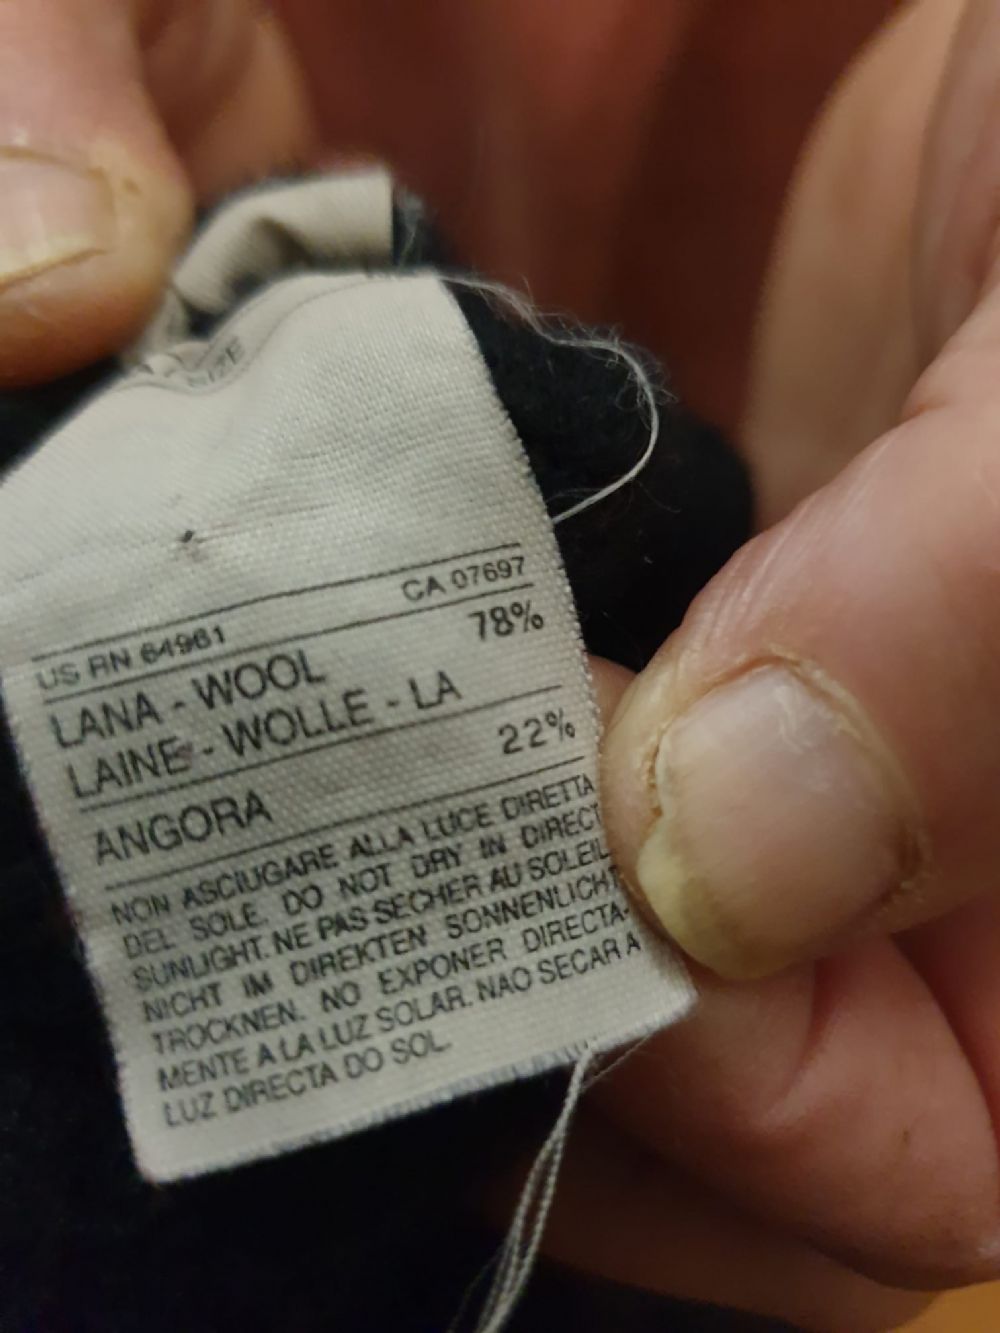 SIZE
US RN 64961 CA 07697
78%
LANA - WOOL
LAINE - WOLLE - LA
22%
ANGORA
NON ASCIUGARE ALLA LUCE DIRETTA
DEL SOLE. DO NOT DRY IN DIRECT
SUNLIGHT. NE PAS SECHER AU SOLEIL
NICHT IM DIREKTEN SONNENLICHT
TROCKNEN. NO EXPONER DIRECTA-
MENTE A LA LUZ SOLAR. NAO SECAR A
LUZ DIRECTA DO SOL.